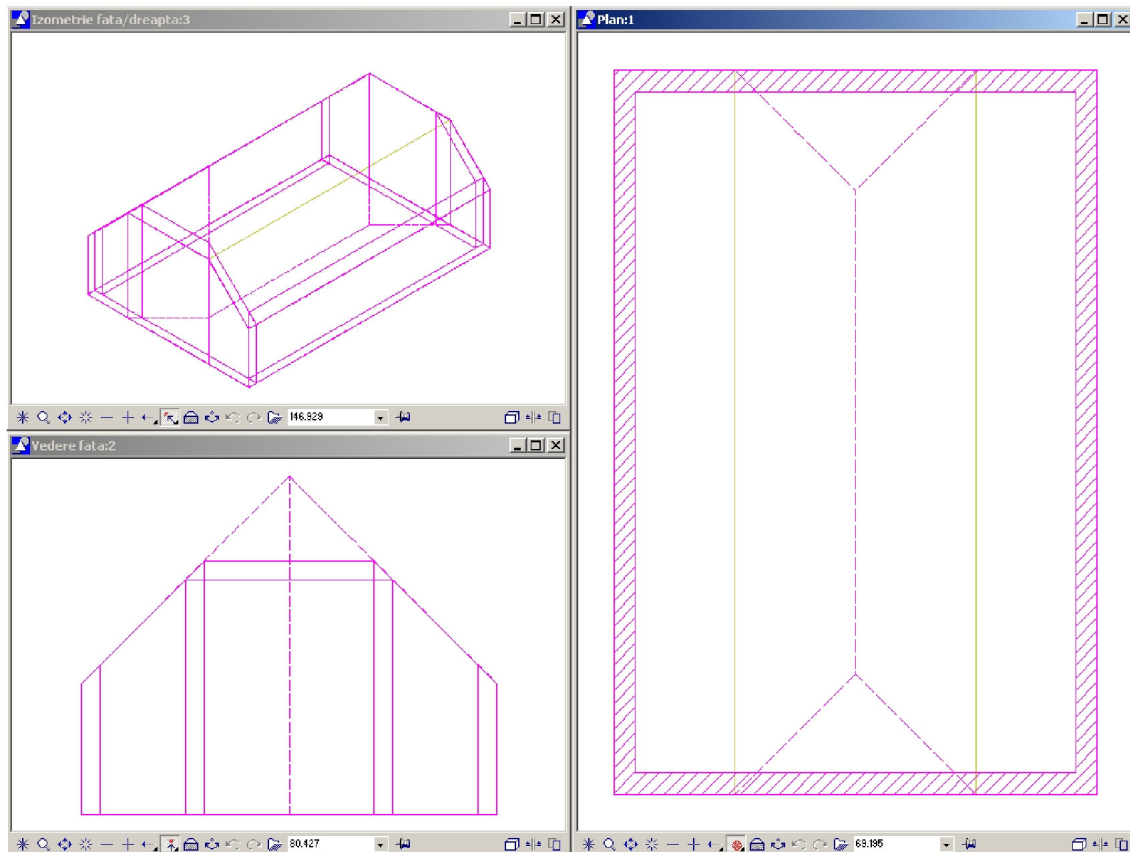 Izometrie fata/dreapta:3
146.929
Vedere fata:2
80.427
Plan:1
69.195